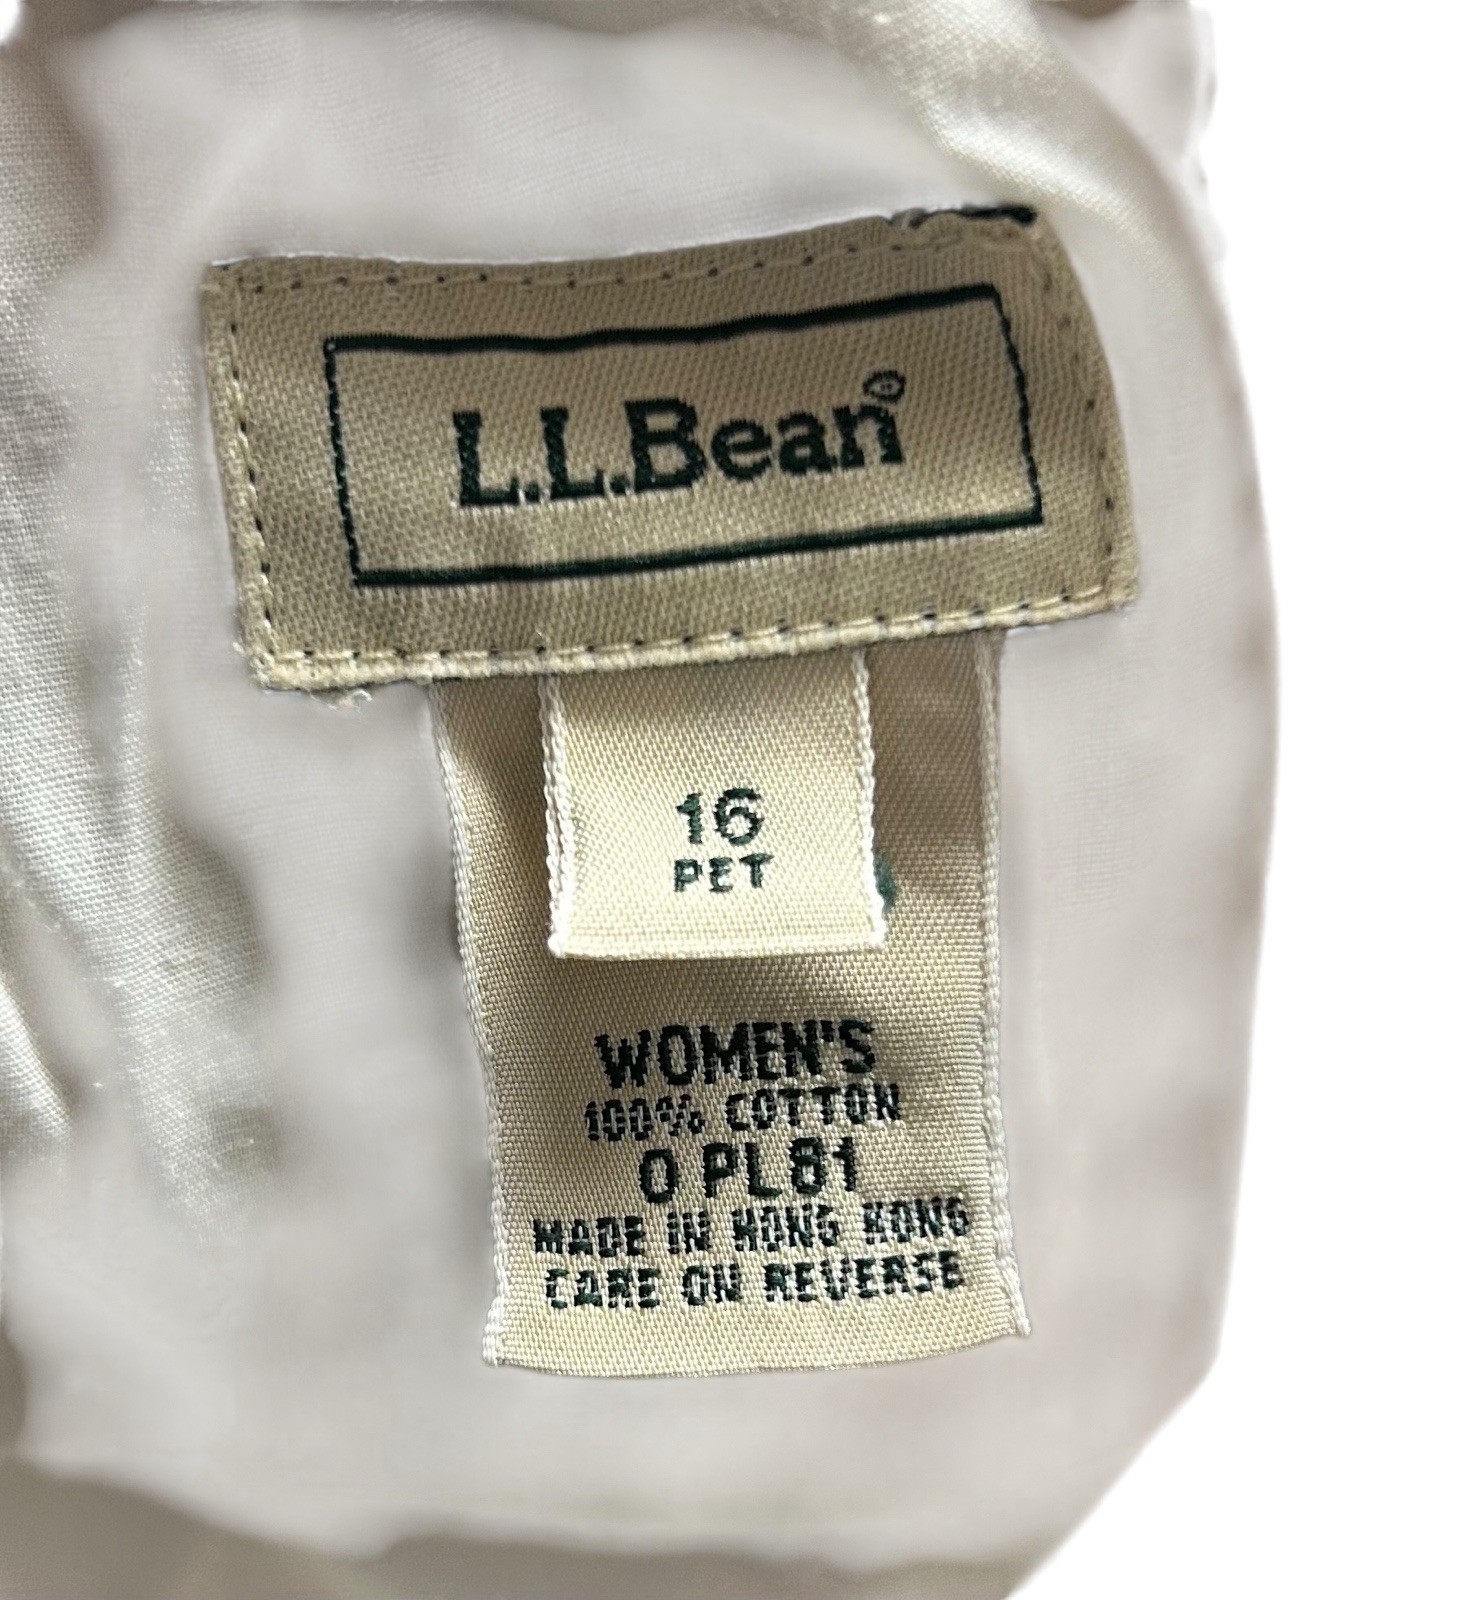 L.L.Bean®
16
PET
WOMEN'S
100% COTTON
0 PL81
MADE IN HONG KONG
CARE ON REVERSE